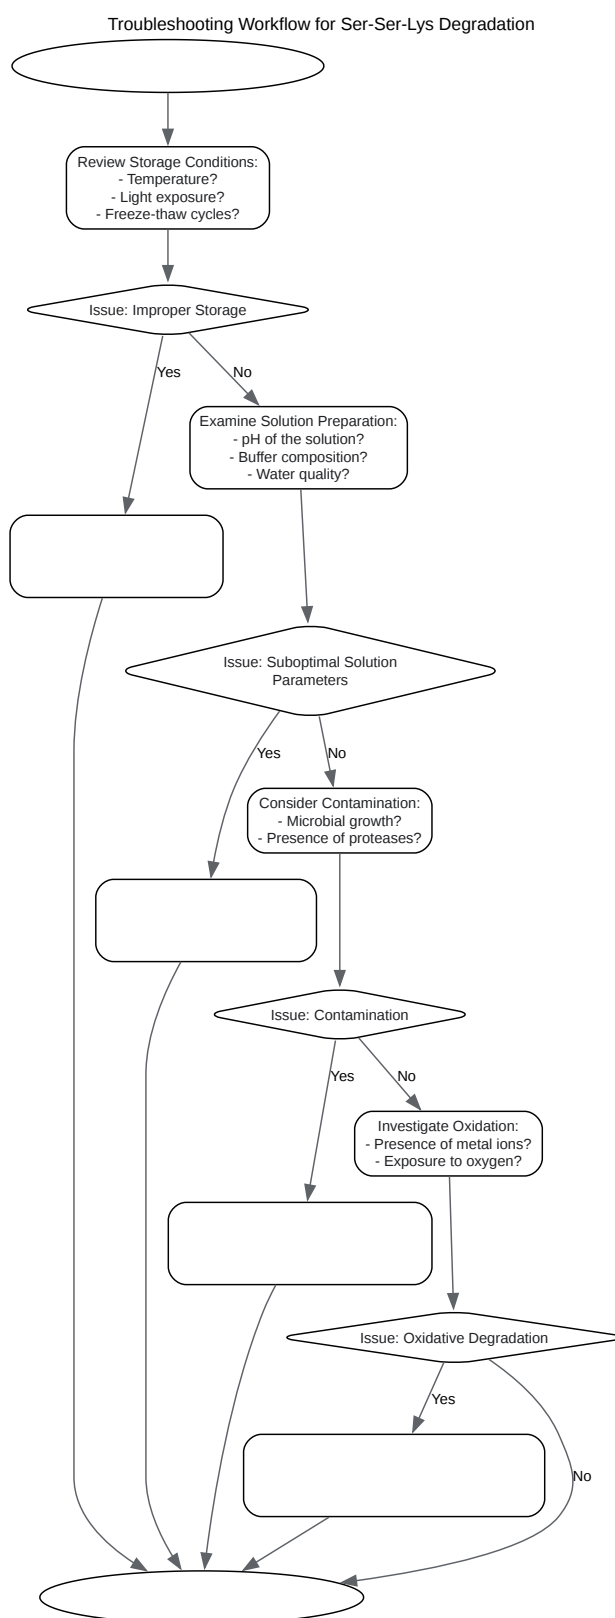 Troubleshooting Workflow for Ser-Ser-Lys Degradation
Review Storage Conditions:
- Temperature?
- Light exposure?
- Freeze-thaw cycles?
Issue: Improper Storage
Yes
No
Examine Solution Preparation:
- pH of the solution?
- Buffer composition?
- Water quality?
Issue: Suboptimal Solution
Parameters
Yes
No
Consider Contamination:
- Microbial growth?
- Presence of proteases?
Issue: Contamination
Yes
No
Investigate Oxidation:
- Presence of metal ions?
- Exposure to oxygen?
Issue: Oxidative Degradation
Yes
No